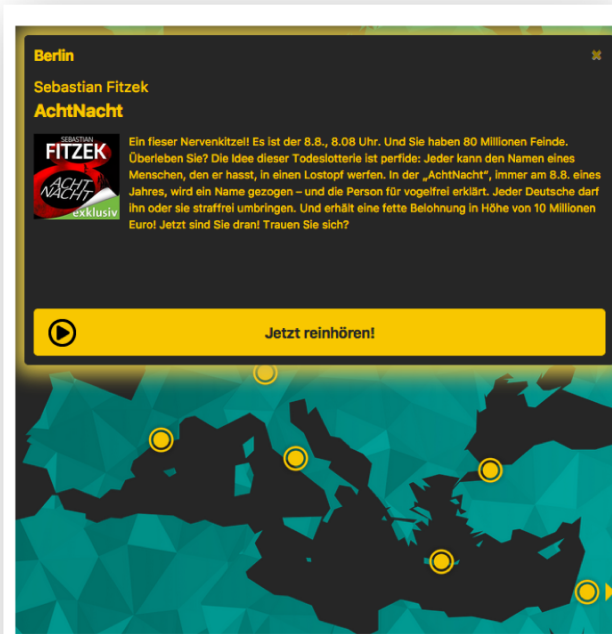 Berlin
✖
Sebastian Fitzek
AchtNacht
SEBASTIAN
FITZEK
ACHT
NACHT
exklusiv
Ein fieser Nervenkitzel! Es ist der 8.8., 8.08 Uhr. Und Sie haben 80 Millionen Feinde.
Überleben Sie? Die Idee dieser Todeslotterie ist perfide: Jeder kann den Namen eines
Menschen, den er hasst, in einen Lostopf werfen. In der „AchtNacht“, immer am 8.8. eines
Jahres, wird ein Name gezogen – und die Person für vogelfrei erklärt. Jeder Deutsche darf
ihn oder sie straffrei umbringen. Und erhält eine fette Belohnung in Höhe von 10 Millionen
Euro! Jetzt sind Sie dran! Trauen Sie sich?
Jetzt reinhören!